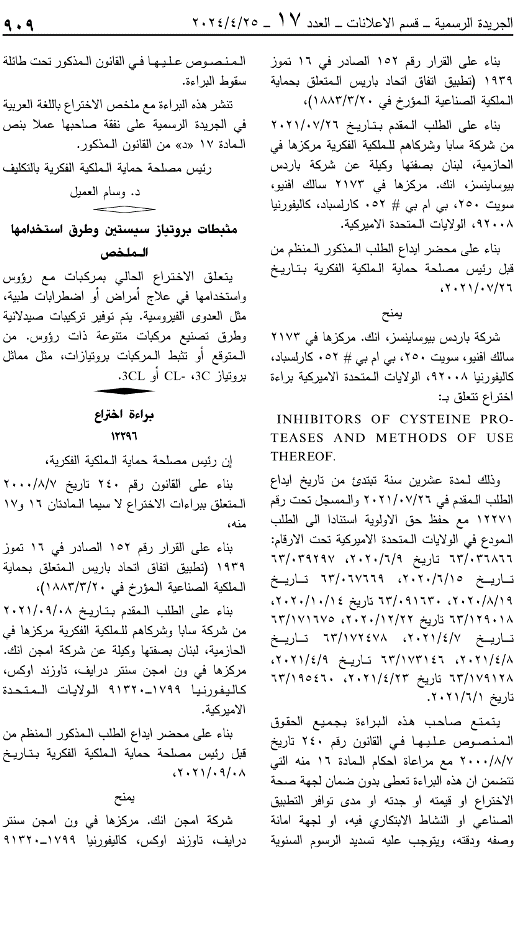 الجريدة الرسمية ــ قسم الاعلانات ــ العدد ١٧ ــ ٢٠٢٤/٤/٢٥
٩٠٩
بناء على القرار رقم ١٥٢ الصادر في ١٦ تموز
١٩٣٩ (تطبيق اتفاق اتحاد باريس المتعلق بحماية
الملكية الصناعية المؤرخ في ١٨٨٣/٣/٢٠)،
بناء على الطلب المقدم بتاريخ ٢٠٢١/٠٧/٢٦
من شركة سابا وشركاهم للملكية الفكرية مركزها في
الحازمية، لبنان بصفتها وكيلة عن شركة باردس
بيوساينسز، انك. مركزها في ٢١٧٣ سالك افنيو،
سويت ٢٥٠، بي ام بي # ٠٥٢ كارلسباد، كاليفورنيا
٩٢٠٠٨، الولايات المتحدة الاميركية.
بناء على محضر ايداع الطلب المذكور المنظم من
قبل رئيس مصلحة حماية الملكية الفكرية بتاريخ
٢٠٢١/٠٧/٢٦،
يمنح
شركة باردس بيوساينسز، انك. مركزها في ٢١٧٣
سالك افنيو، سويت ٢٥٠، بي ام بي # ٠٥٢ كارلسباد،
كاليفورنيا ٩٢٠٠٨، الولايات المتحدة الاميركية براءة
اختراع تتعلق بـ:
INHIBITORS OF CYSTEINE PRO-
TEASES AND METHODS OF USE
THEREOF.
وذلك لمدة عشرين سنة تبتدئ من تاريخ ايداع
الطلب المقدم في ٢٠٢١/٠٧/٢٦ والمسجل تحت رقم
١٢٢٧١ مع حفظ حق الاولوية استنادا الى الطلب
المودع في الولايات المتحدة الاميركية تحت الارقام:
٦٣/٠٣٦٨٦٦ تاريخ ٢٠٢٠/٦/٩، ٦٣/٠٣٩٢٩٧
تاريخ ٢٠٢٠/٦/١٥، ٦٣/٠٦٧٦٦٩ تاريخ
٢٠٢٠/٨/١٩، ٦٣/٠٩١٦٣٠ تاريخ ٢٠٢٠/١٠/١٤،
٦٣/١٢٩٠١٨ تاريخ ٢٠٢٠/١٢/٢٢، ٦٣/١٧١٦٧٥
تاريخ ٢٠٢١/٤/٧، ٦٣/١٧٢٤٧٨ تاريخ
٢٠٢١/٤/٨، ٦٣/١٧٣١٤٦ تاريخ ٢٠٢١/٤/٩،
٦٣/١٧٩١٢٨ تاريخ ٢٠٢١/٤/٢٣، ٦٣/١٩٥٤٦٠
تاريخ ٢٠٢١/٦/١.
يتمتع صاحب هذه البراءة بجميع الحقوق
المنصوص عليها في القانون رقم ٢٤٠ تاريخ
٢٠٠٠/٨/٧ مع مراعاة احكام المادة ١٦ منه التي
تتضمن ان هذه البراءة تعطى بدون ضمان لجهة صحة
الاختراع او قيمته او جدته او مدى توافر التطبيق
الصناعي او النشاط الابتكاري فيه، او لجهة امانة
وصفه ودقته، ويتوجب عليه تسديد الرسوم السنوية
المنصوص عليها في القانون المذكور تحت طائلة
سقوط البراءة.
تنشر هذه البراءة مع ملخص الاختراع باللغة العربية
في الجريدة الرسمية على نفقة صاحبها عملا بنص
المادة ١٧ «د» من القانون المذكور.
رئيس مصلحة حماية الملكية الفكرية بالتكليف
د. وسام العميل
مثبطات بروتياز سيستين وطرق استخدامها
الملخص
يتعلق الاختراع الحالي بمركبات مع رؤوس
واستخدامها في علاج أمراض أو اضطرابات طبية،
مثل العدوى الفيروسية. يتم توفير تركيبات صيدلانية
وطرق تصنيع مركبات متنوعة ذات رؤوس. من
المتوقع أو تثبط المركبات بروتيازات، مثل مماثل
بروتياز 3C، -CL أو 3CL.
براءة اختراع
١٢٢٩٦
إن رئيس مصلحة حماية الملكية الفكرية،
بناء على القانون رقم ٢٤٠ تاريخ ٢٠٠٠/٨/٧
المتعلق ببراءات الاختراع لا سيما المادتان ١٦ و١٧
منه،
بناء على القرار رقم ١٥٢ الصادر في ١٦ تموز
١٩٣٩ (تطبيق اتفاق اتحاد باريس المتعلق بحماية
الملكية الصناعية المؤرخ في ١٨٨٣/٣/٢٠)،
بناء على الطلب المقدم بتاريخ ٢٠٢١/٠٩/٠٨
من شركة سابا وشركاهم للملكية الفكرية مركزها في
الحازمية، لبنان بصفتها وكيلة عن شركة امجن انك.
مركزها في ون امجن سنتر درايف، تاوزند اوكس،
كاليفورنيا ١٧٩٩ــ٩١٣٢٠ الولايات المتحدة
الاميركية.
بناء على محضر ايداع الطلب المذكور المنظم من
قبل رئيس مصلحة حماية الملكية الفكرية بتاريخ
٢٠٢١/٠٩/٠٨،
يمنح
شركة امجن انك. مركزها في ون امجن سنتر
درايف، تاوزند اوكس، كاليفورنيا ١٧٩٩ــ٩١٣٢٠